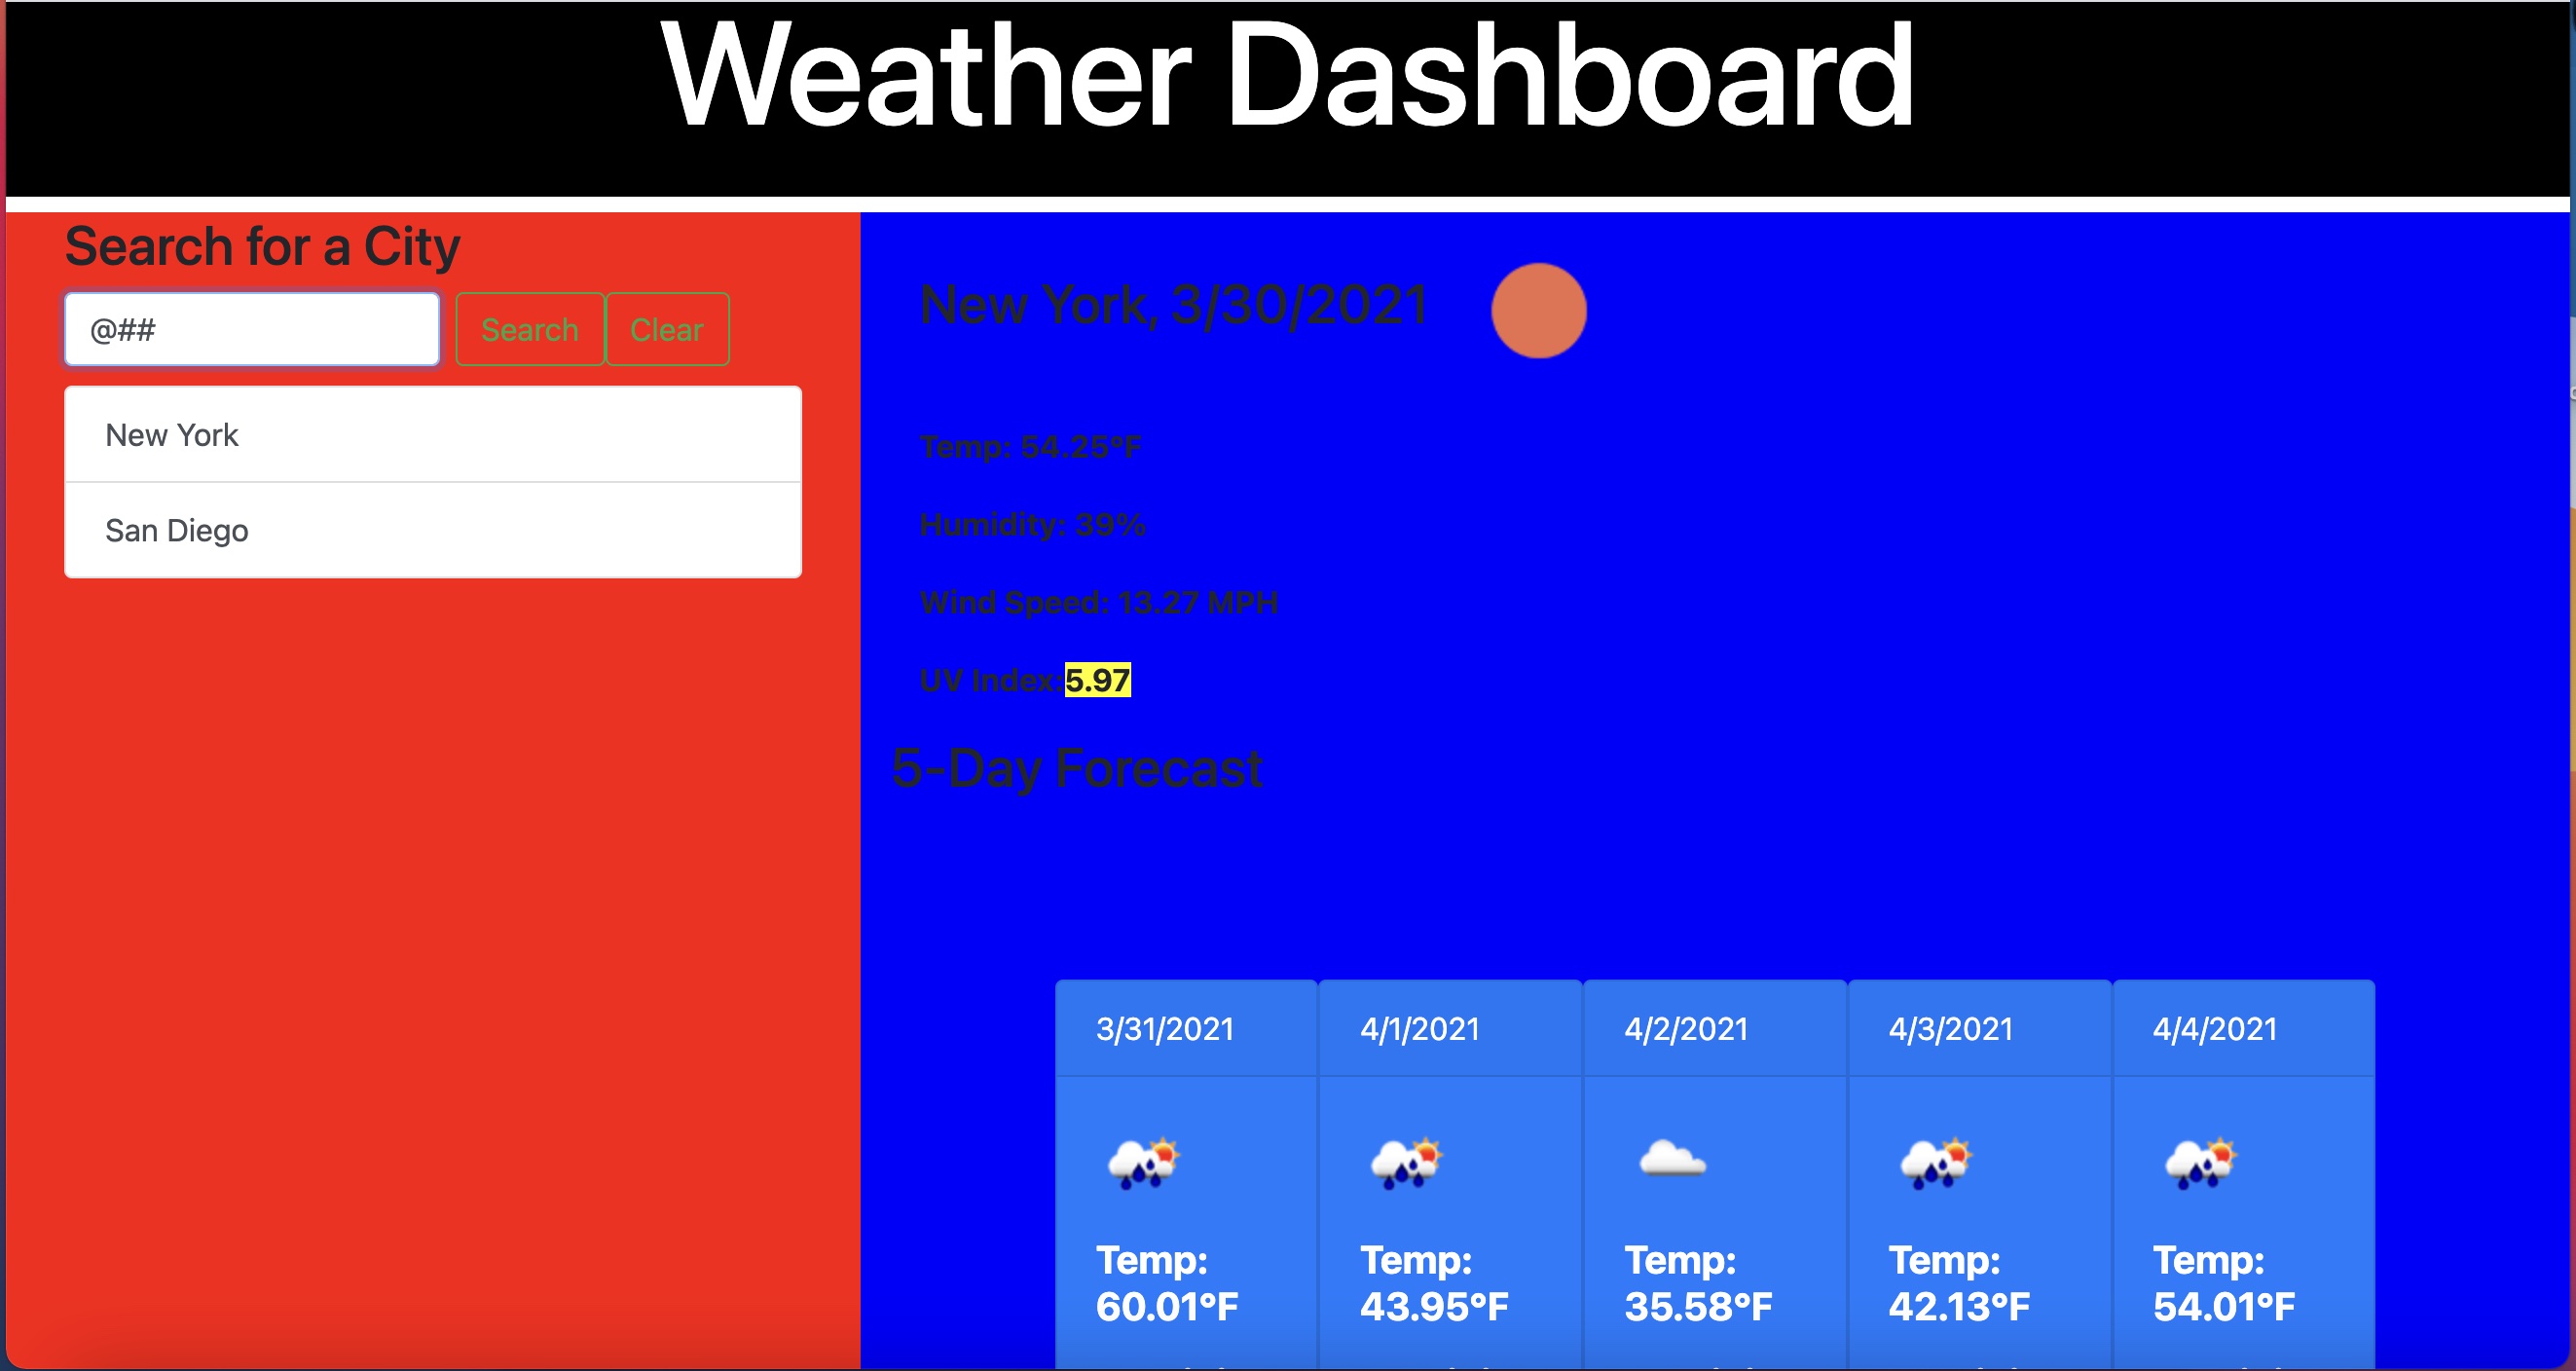 Weather Dashboard
Search for a City
@##
Search
Clear
New York
San Diego
New York, 3/30/2021
Temp: 54.25°F
Humidity: 39%
Wind Speed: 13.27 MPH
UV Index:5.97
5-Day Forecast
3/31/2021
4/1/2021
4/2/2021
4/3/2021
4/4/2021
Temp:
60.01°F
Temp:
43.95°F
Temp:
35.58°F
Temp:
42.13°F
Temp:
54.01°F